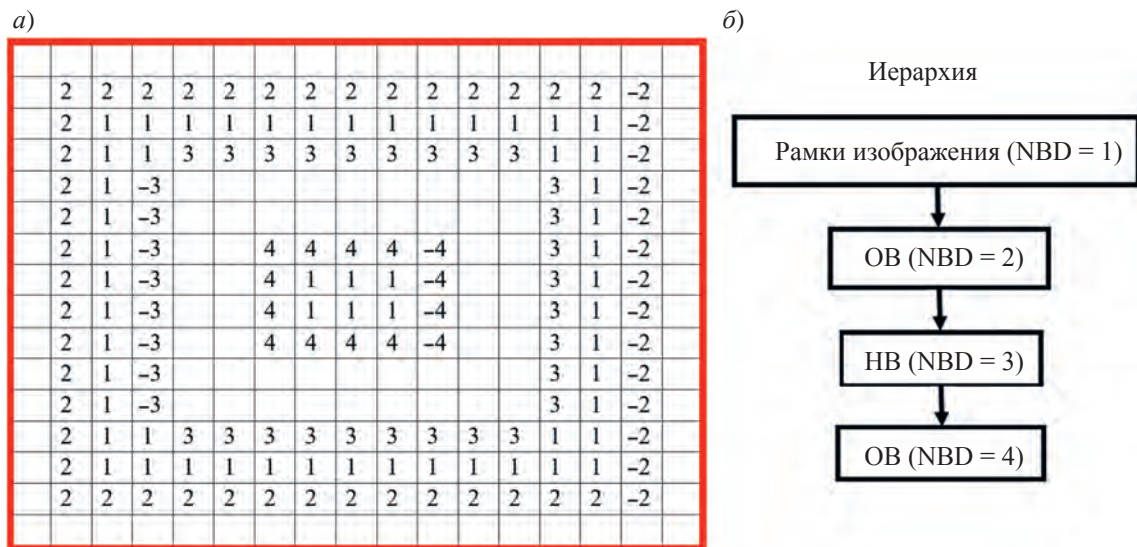 а)
2 2 2 2 2 2 2 2 2 2 2 2 2 2 –2
2 1 1 1 1 1 1 1 1 1 1 1 1 1 –2
2 1 1 3 3 3 3 3 3 3 3 3 1 1 –2
2 1 –3 3 1 –2
2 1 –3 3 1 –2
2 1 –3 4 4 4 4 –4 3 1 –2
2 1 –3 4 1 1 1 –4 3 1 –2
2 1 –3 4 1 1 1 –4 3 1 –2
2 1 –3 4 4 4 4 –4 3 1 –2
2 1 –3 3 1 –2
2 1 –3 3 1 –2
2 1 1 3 3 3 3 3 3 3 3 3 1 1 –2
2 1 1 1 1 1 1 1 1 1 1 1 1 1 –2
2 2 2 2 2 2 2 2 2 2 2 2 2 2 –2
б)
Иерархия
Рамки изображения (NBD = 1)
OB (NBD = 2)
HB (NBD = 3)
OB (NBD = 4)